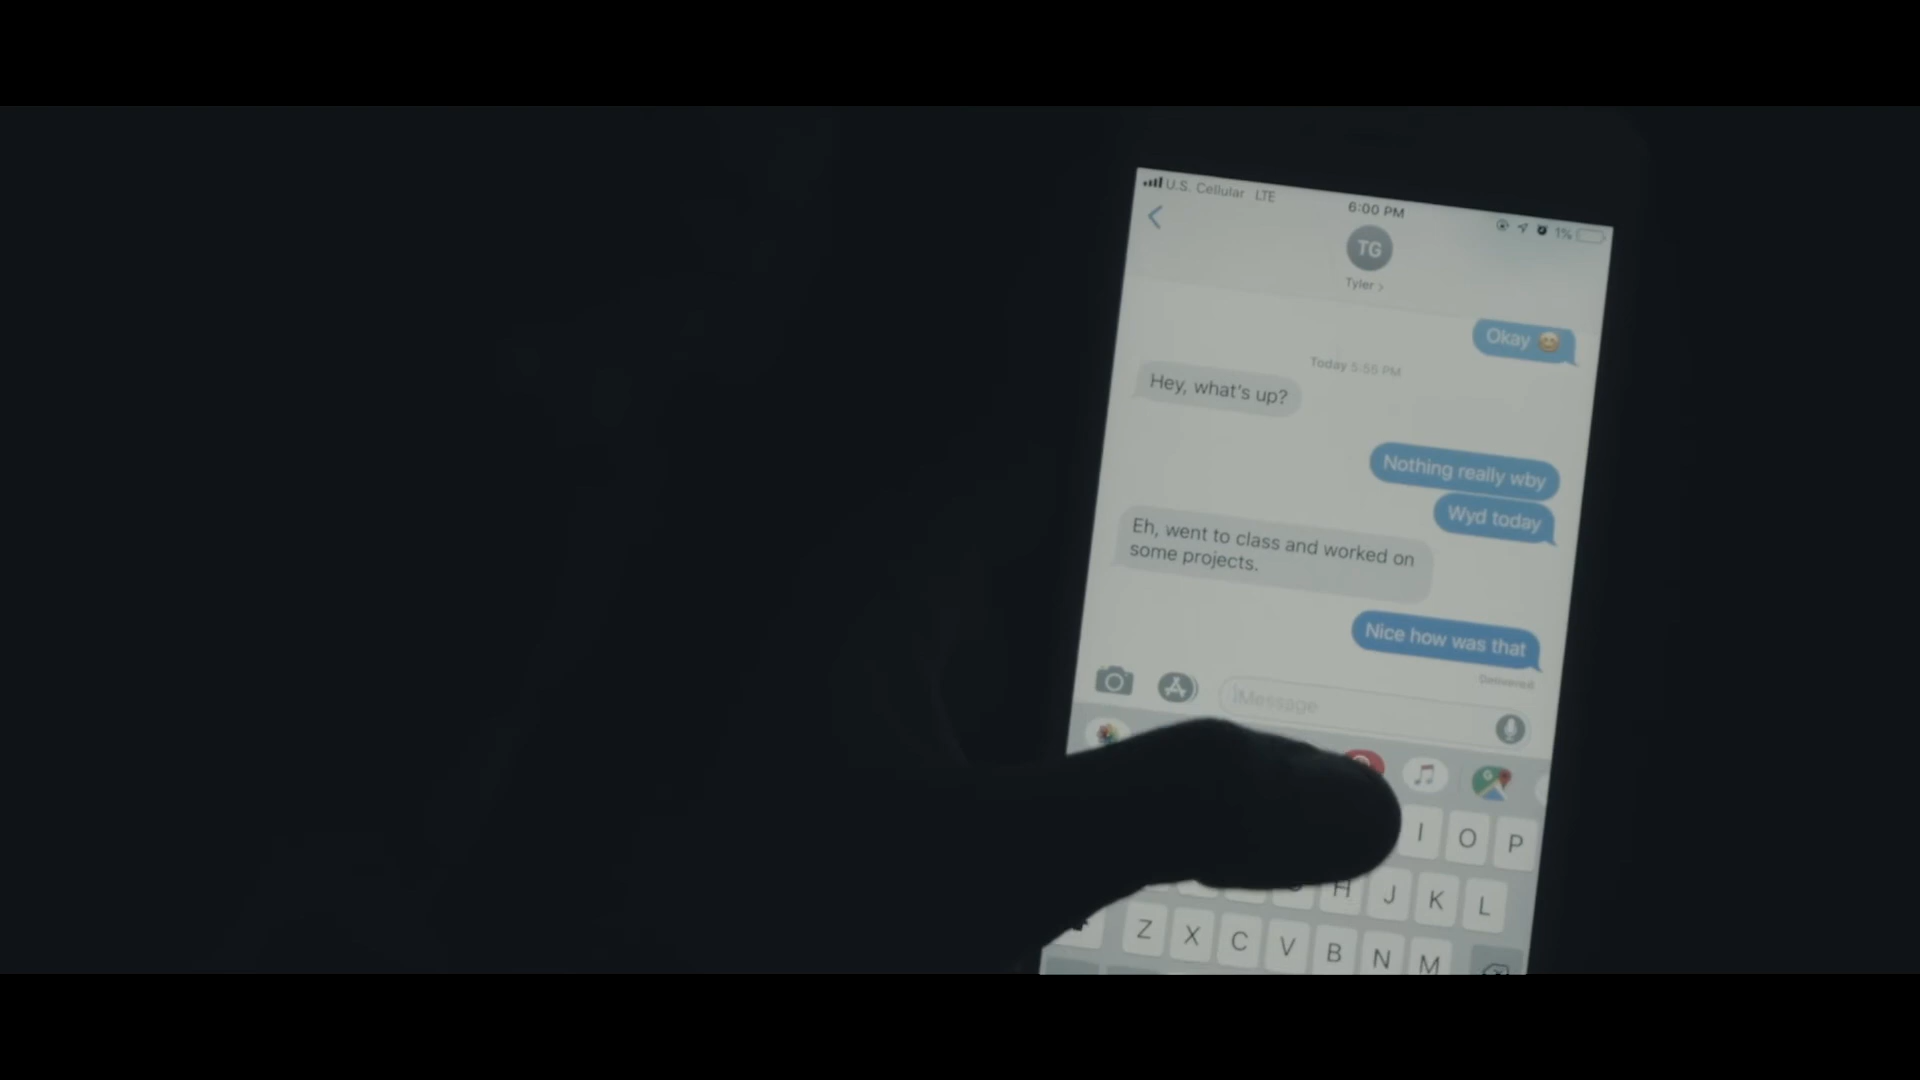 U.S. Cellular LTE
6:00 PM
1%
TG
Tyler
Okay
Today 5:55 PM
Hey, what's up?
Nothing really wby
Wyd today
Eh, went to class and worked on
some projects.
Nice how was that
Delivered
iMessage
G
I O P
H J K L
Z X C V B N M